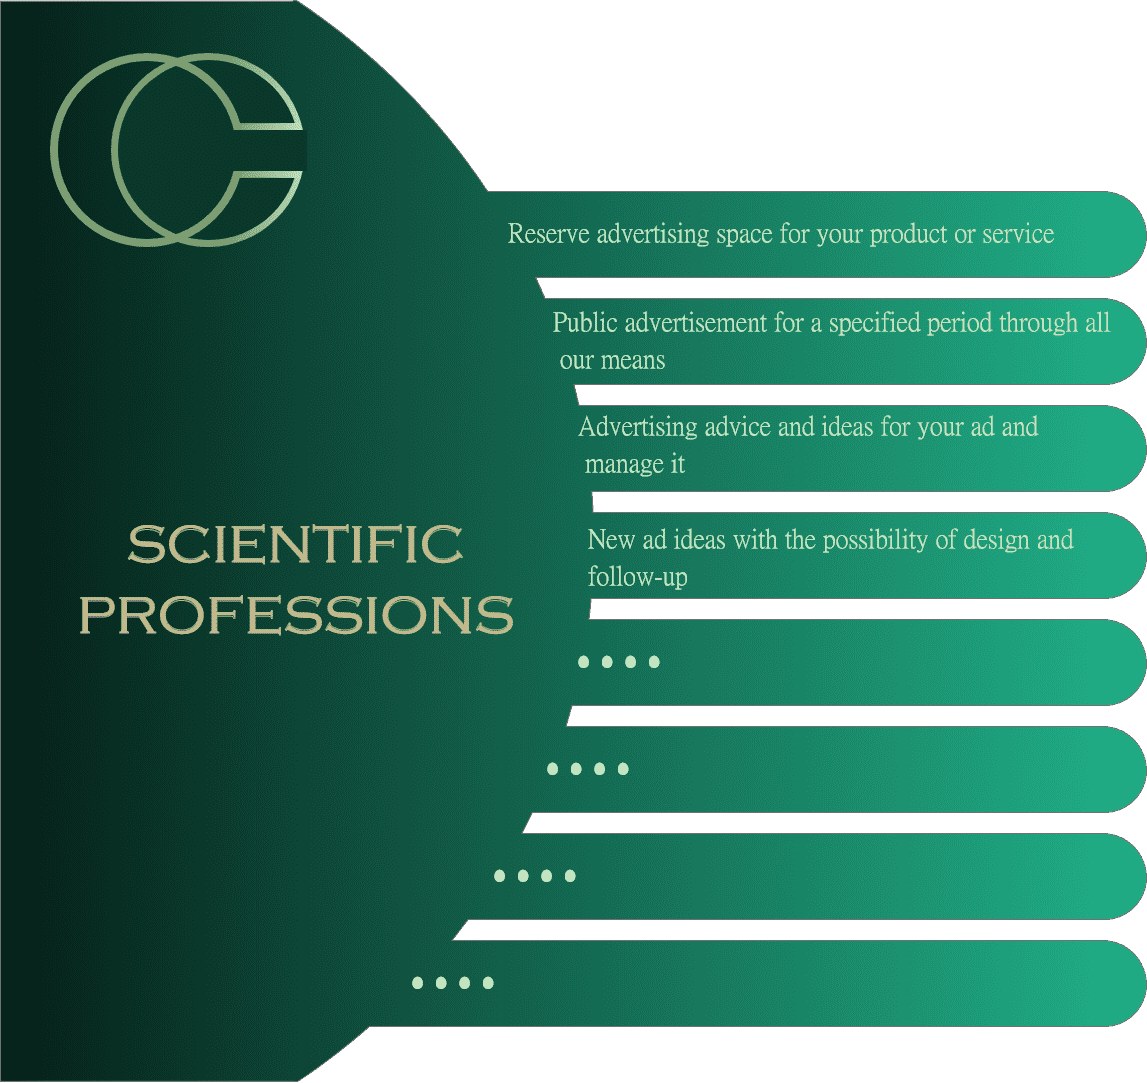 Reserve advertising space for your product or service
Public advertisement for a specified period through all
our means
Advertising advice and ideas for your ad and
manage it
New ad ideas with the possibility of design and
follow-up
SCIENTIFIC
PROFESSIONS
• • • •
• • • •
• • • •
• • • •